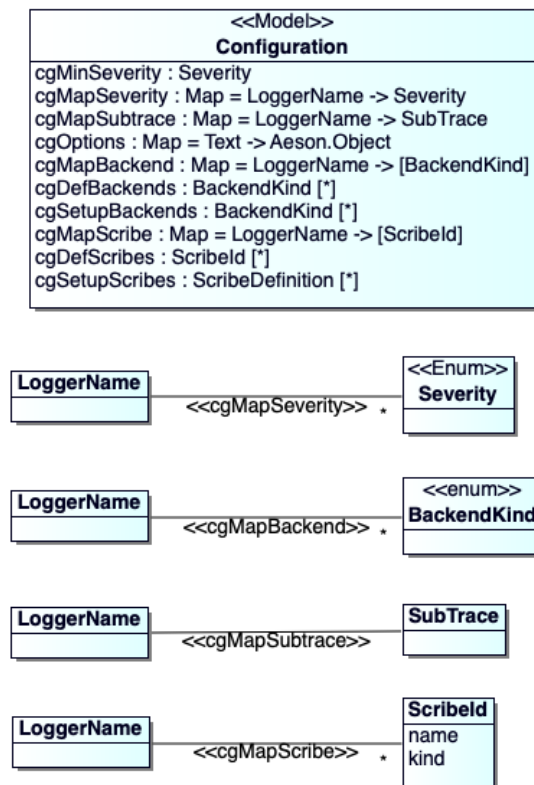 <<Model>>
Configuration
cgMinSeverity : Severity
cgMapSeverity : Map = LoggerName -> Severity
cgMapSubtrace : Map = LoggerName -> SubTrace
cgOptions : Map = Text -> Aeson.Object
cgMapBackend : Map = LoggerName -> [BackendKind]
cgDefBackends : BackendKind [*]
cgSetupBackends : BackendKind [*]
cgMapScribe : Map = LoggerName -> [ScribeId]
cgDefScribes : ScribeId [*]
cgSetupScribes : ScribeDefinition [*]
LoggerName
<<cgMapSeverity>> *
<<Enum>>
Severity
LoggerName
<<cgMapBackend>> *
<<enum>>
BackendKind
LoggerName
<<cgMapSubtrace>>
SubTrace
LoggerName
<<cgMapScribe>> *
ScribeId
name
kind